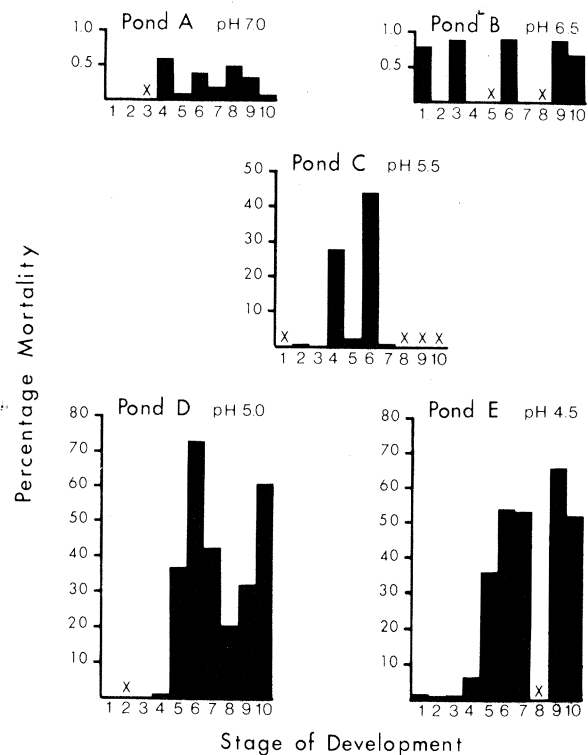 Pond A pH 7.0
1.0
0.5
X
1 2 3 4 5 6 7 8 9 10
Pond B pH 6.5
1.0
0.5
X X
1 2 3 4 5 6 7 8 9 10
Pond C pH 5.5
50
40
30
20
10
X X X X
1 2 3 4 5 6 7 8 9 10
Percentage Mortality
Pond D pH 5.0
80
70
60
50
40
30
20
10
X
1 2 3 4 5 6 7 8 9 10
Pond E pH 4.5
80
70
60
50
40
30
20
10
X
1 2 3 4 5 6 7 8 9 10
Stage of Development